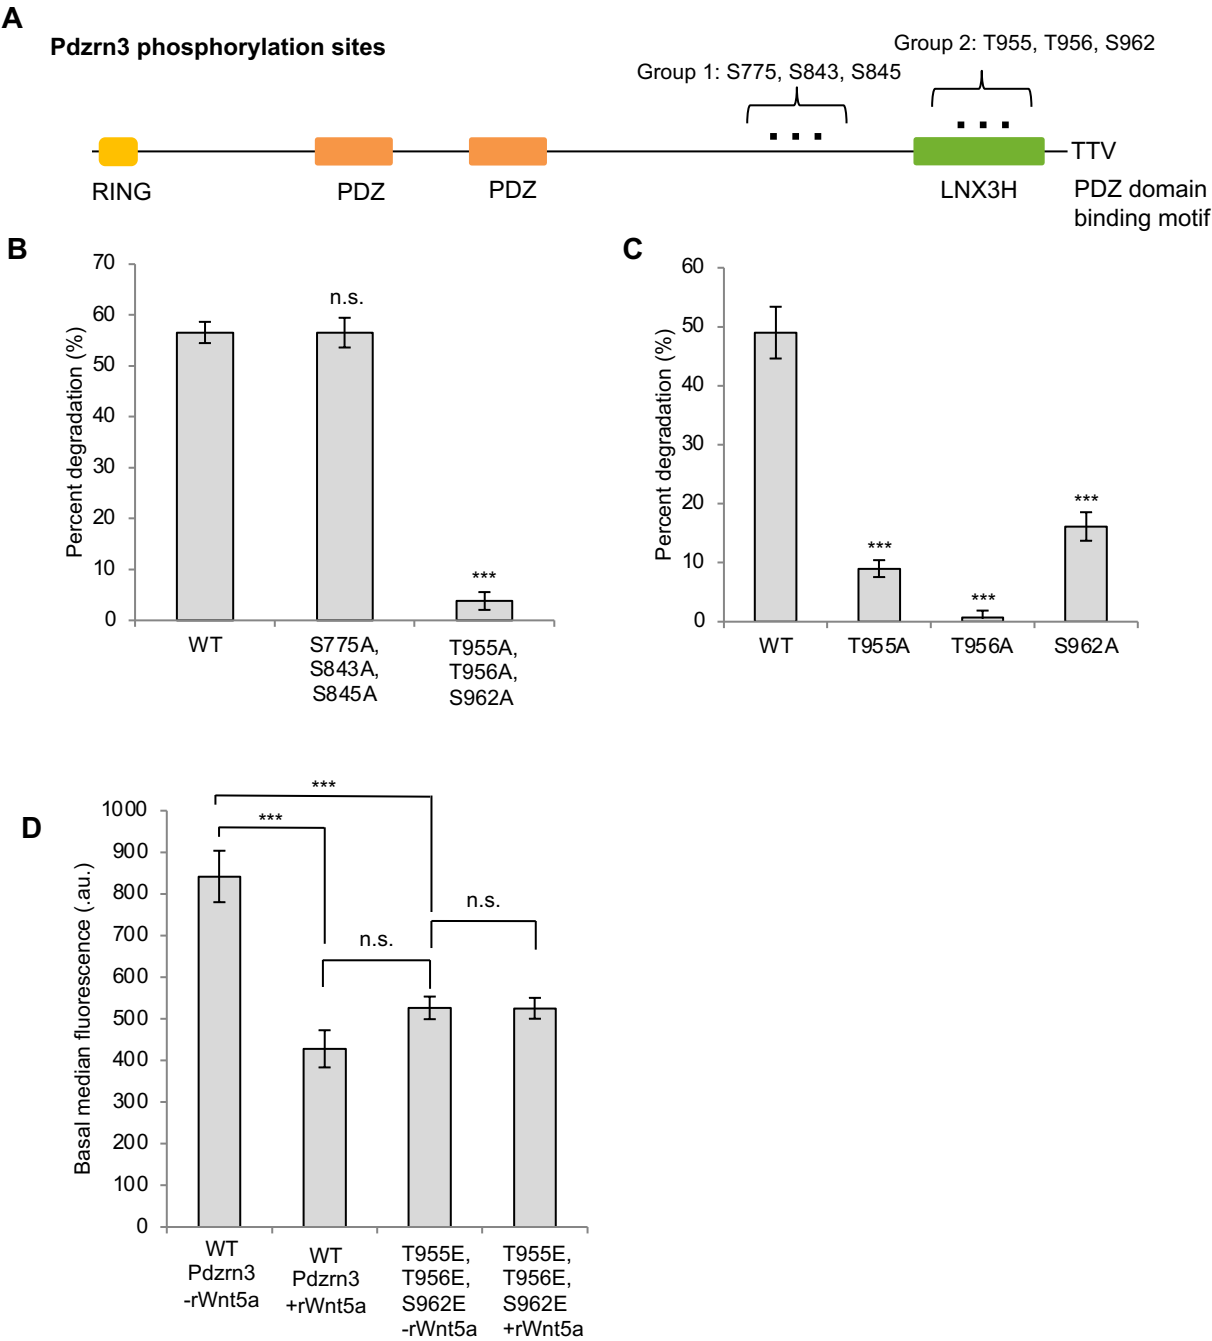 A
Pdzrn3 phosphorylation sites
Group 2: T955, T956, S962
Group 1: S775, S843, S845
TTV
RING
PDZ
PDZ
LNX3H
PDZ domain
binding motif
B
70
60
50
40
30
20
10
0
Percent degradation (%)
n.s.
***
WT
S775A,
S843A,
S845A
T955A,
T956A,
S962A
C
60
50
40
30
20
10
0
Percent degradation (%)
***
***
***
WT
T955A
T956A
S962A
D
1000
900
800
700
600
500
400
300
200
100
0
Basal median fluorescence (.au.)
***
***
n.s.
n.s.
WT
Pdzrn3
-rWnt5a
WT
Pdzrn3
+rWnt5a
T955E,
T956E,
S962E
-rWnt5a
T955E,
T956E,
S962E
+rWnt5a